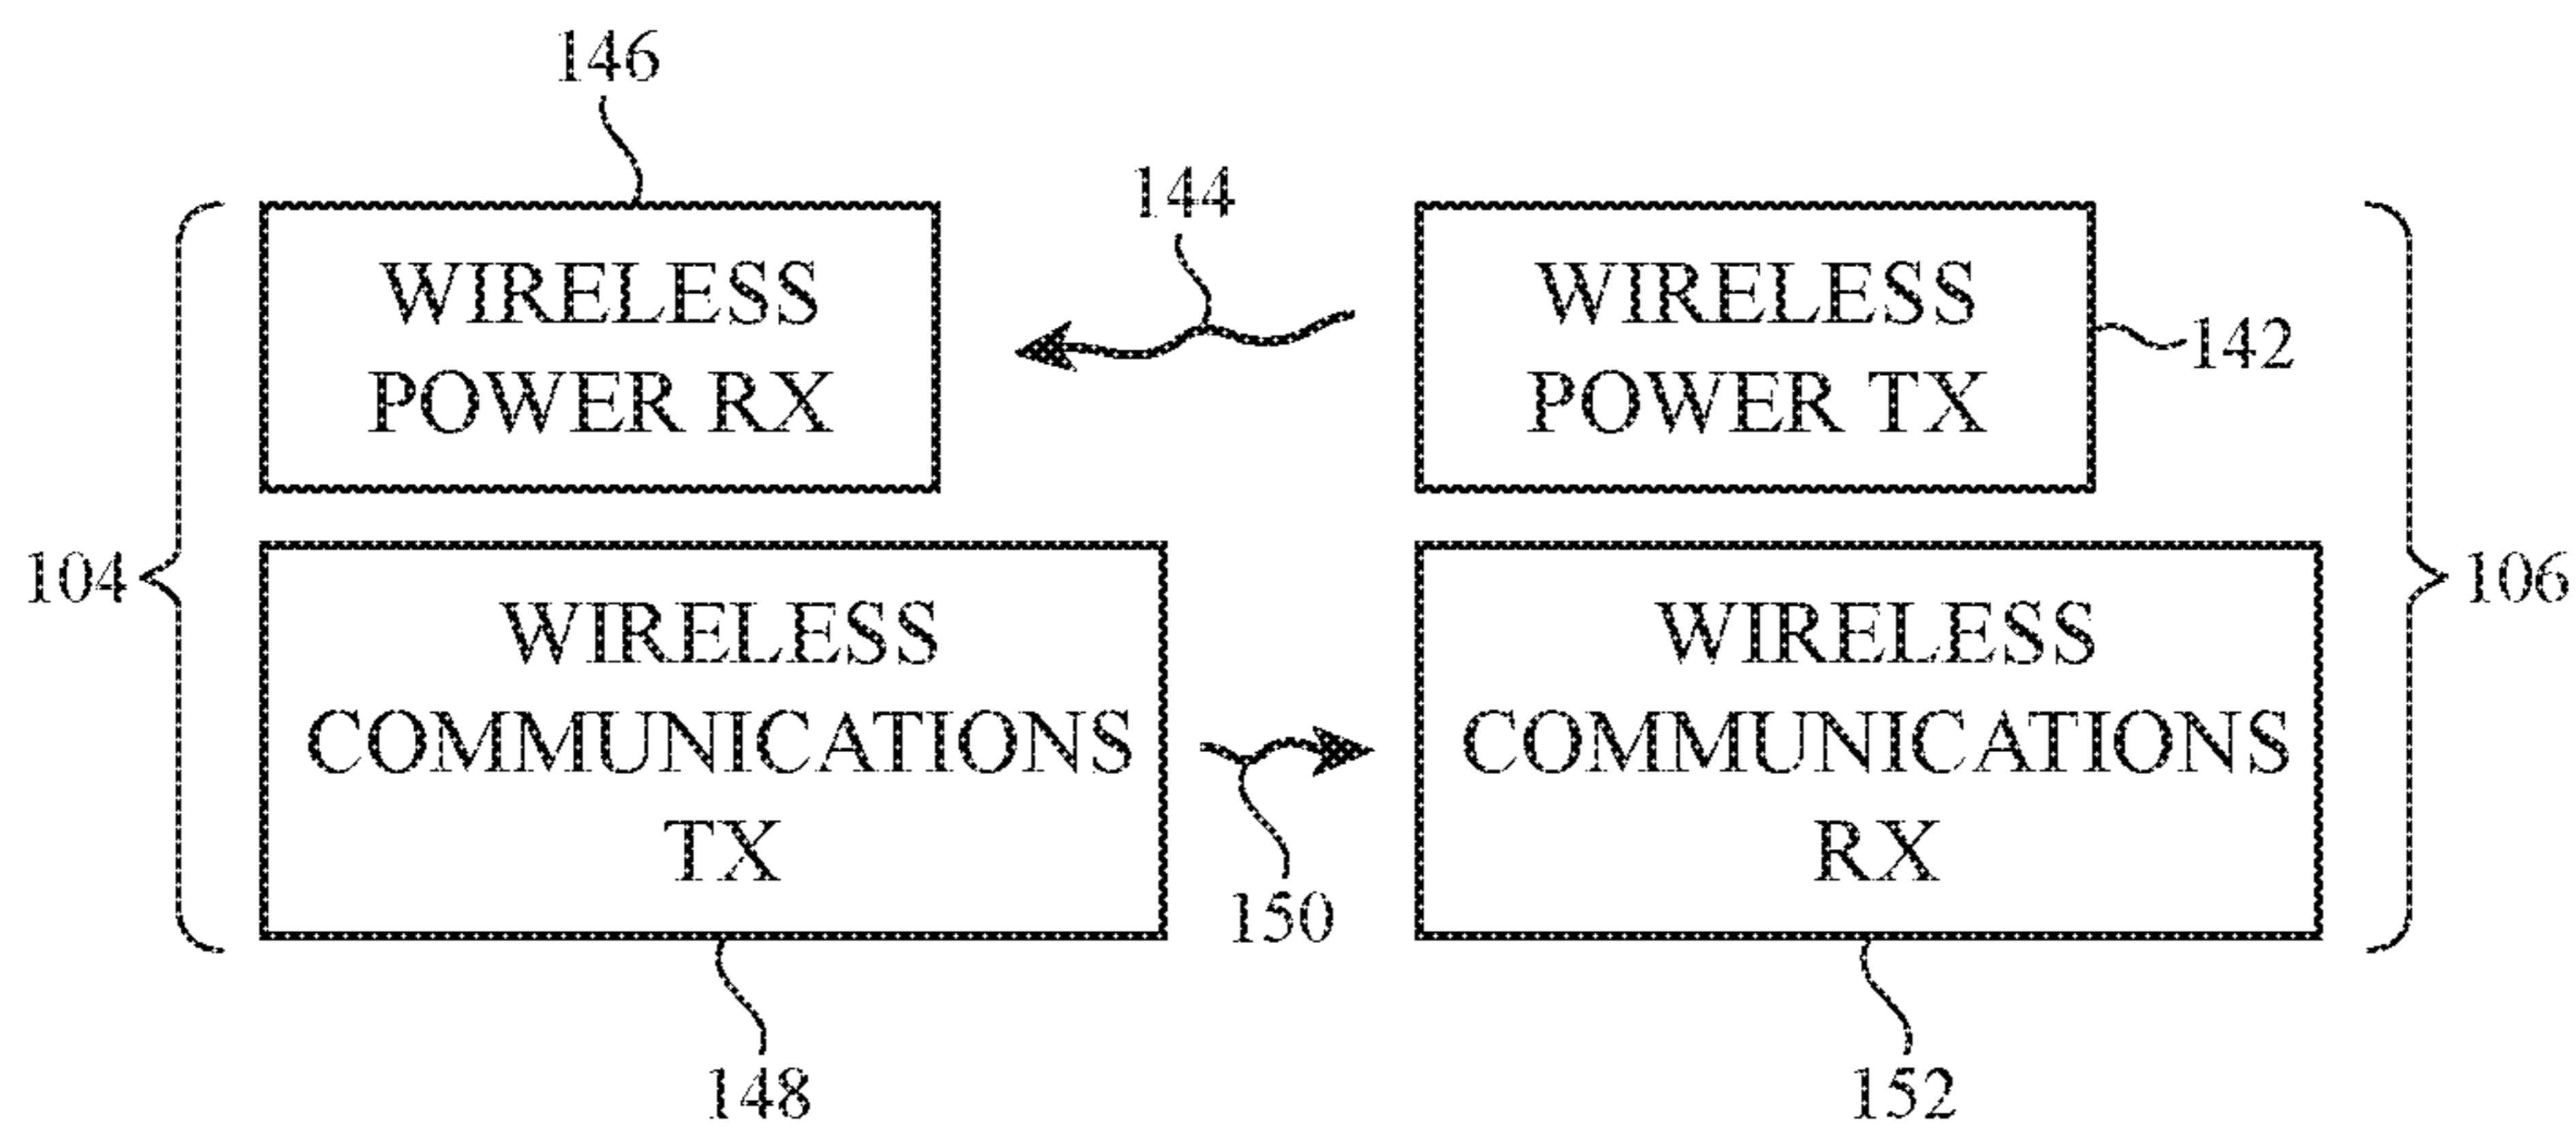 146
144
WIRELESS
POWER RX
WIRELESS
POWER TX
142
104
WIRELESS
COMMUNICATIONS
TX
WIRELESS
COMMUNICATIONS
RX
106
150
148
152